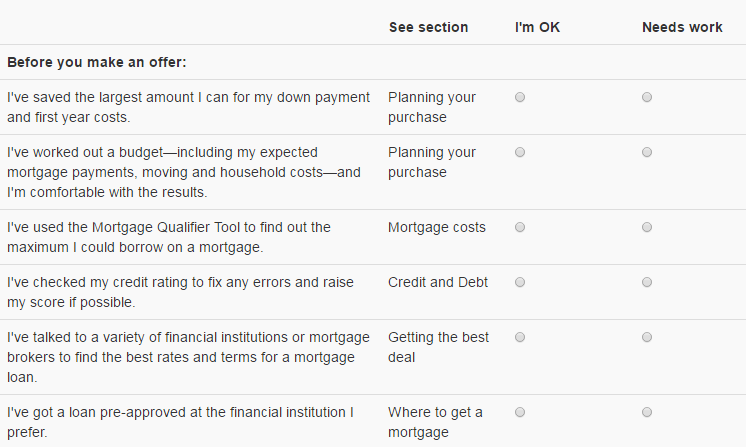 See section I'm OK Needs work
Before you make an offer:
I've saved the largest amount I can for my down payment
and first year costs.
Planning your
purchase
I've worked out a budget—including my expected
mortgage payments, moving and household costs—and
I'm comfortable with the results.
Planning your
purchase
I've used the Mortgage Qualifier Tool to find out the
maximum I could borrow on a mortgage.
Mortgage costs
I've checked my credit rating to fix any errors and raise
my score if possible.
Credit and Debt
I've talked to a variety of financial institutions or mortgage
brokers to find the best rates and terms for a mortgage
loan.
Getting the best
deal
I've got a loan pre-approved at the financial institution I
prefer.
Where to get a
mortgage